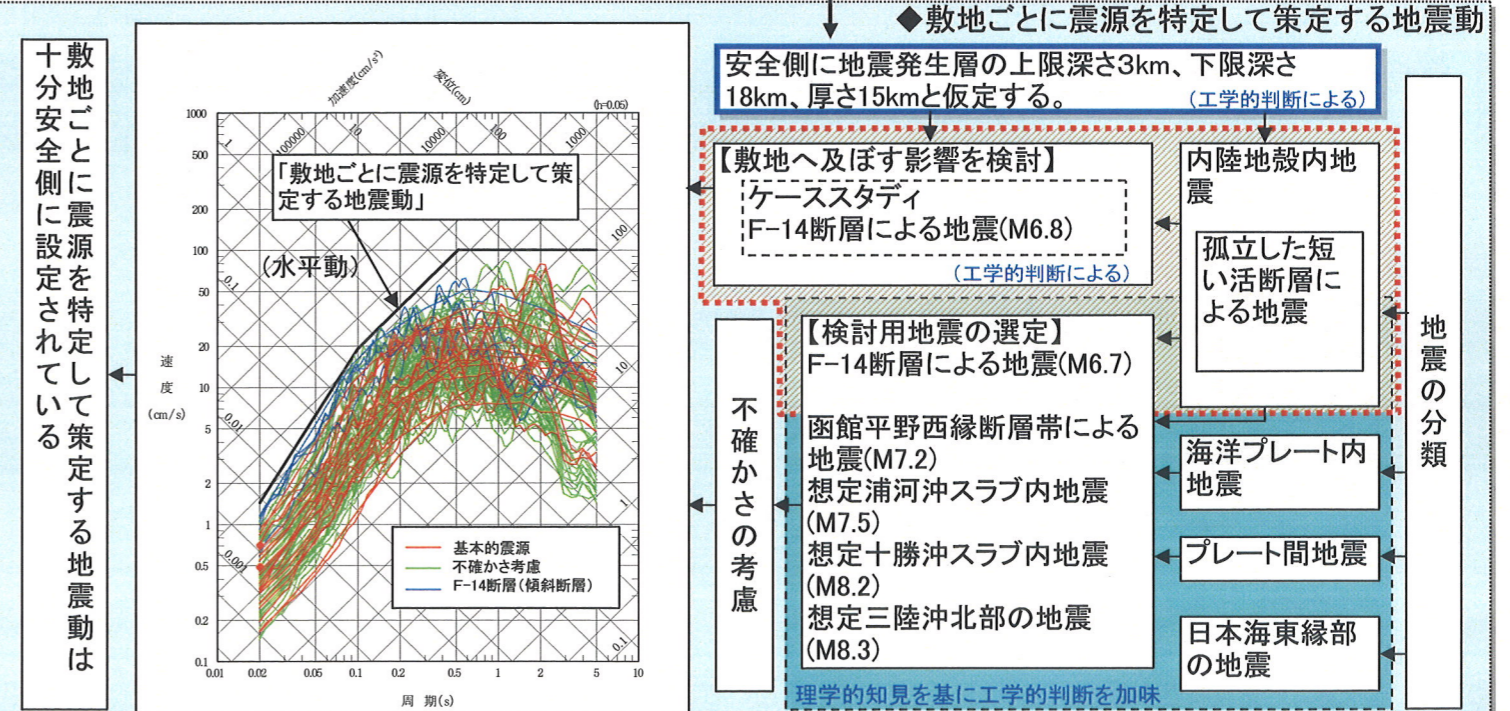 ◆敷地ごとに震源を特定して策定する地震動
安全側に地震発生層の上限深さ3km、下限深さ
18km、厚さ15kmと仮定する。
(工学的判断による)
地震の分類
内陸地殻内地
震
孤立した短
い活断層に
よる地震
海洋プレート内
地震
プレート間地震
日本海東縁部
の地震
【敷地へ及ぼす影響を検討】
ケーススタディ
F-14断層による地震(M6.8)
(工学的判断による)
【検討用地震の選定】
F-14断層による地震(M6.7)
函館平野西縁断層帯による
地震(M7.2)
想定浦河沖スラブ内地震
(M7.5)
想定十勝沖スラブ内地震
(M8.2)
想定三陸沖北部の地震
(M8.3)
理学的知見を基に工学的判断を加味
不確かさの考慮
加速度(cm/s²)
変位(cm)
(h=0.05)
100000
10
10000
100
1000
1
0.1
0.01
0.001
100
10
1
0.1
1000
500
200
100
50
20
10
5
2
1
0.5
0.2
0.1
速
度
(cm/s)
「敷地ごとに震源を特定して策
定する地震動」
(水平動)
基本的震源
不確かさ考慮
F-14断層(傾斜断層)
0.01 0.02 0.05 0.1 0.2 0.5 1 2 5 10
周 期(s)
敷地ごとに震源を特定して策定する地震動は
十分安全側に設定されている